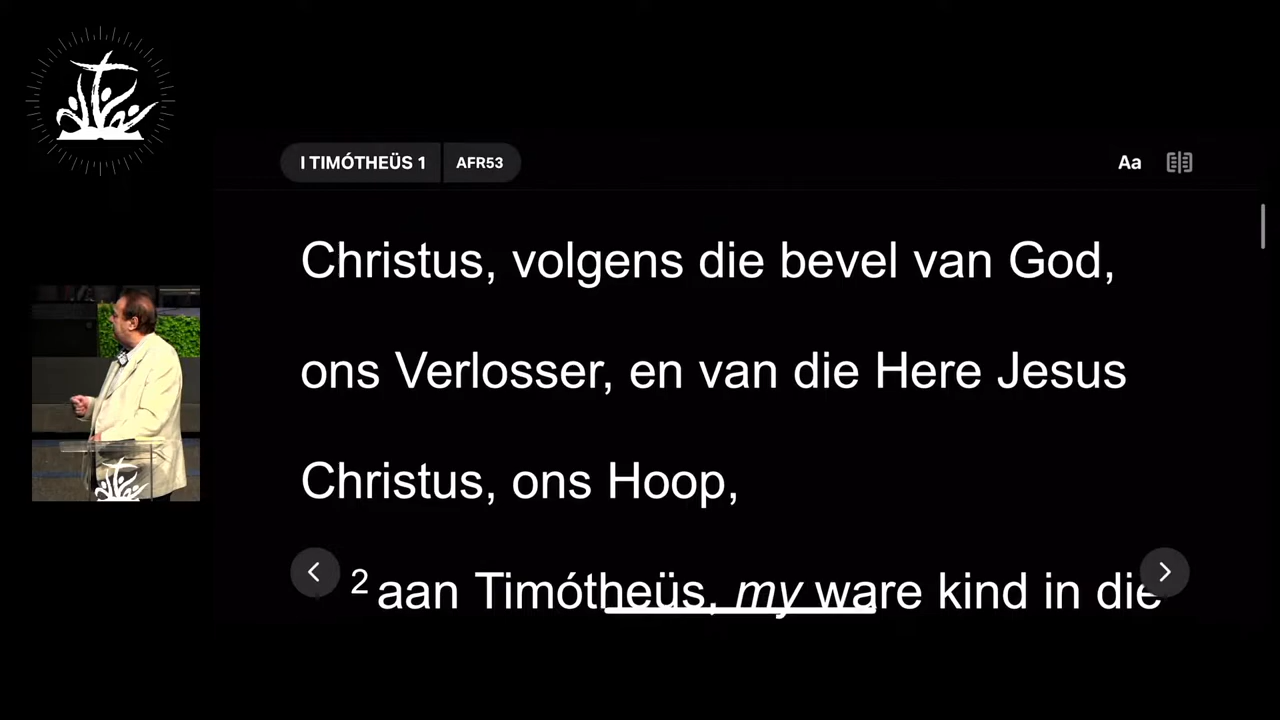 I TIMÓTHEÜS 1 AFR53 Aa
Christus, volgens die bevel van God,
ons Verlosser, en van die Here Jesus
Christus, ons Hoop,
2 aan Timótheüs, my ware kind in die